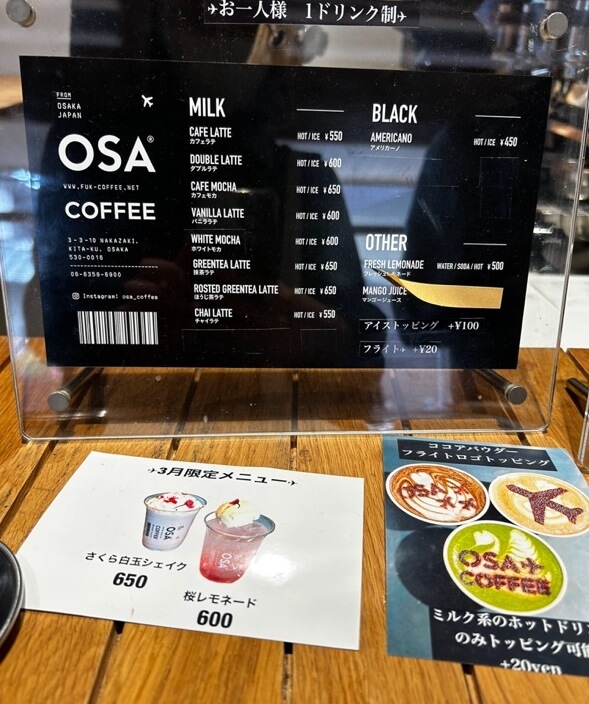 ✈お一人様 1ドリンク制✈
FROM
OSAKA
JAPAN
OSA®
WWW.FUK-COFFEE.NET
COFFEE
3-3-10 NAKAZAKI,
KITA-KU, OSAKA
530-0016
06-6359-6900
Instagram: osa_coffee
MILK
CAFE LATTE HOT / ICE ¥550
カフェラテ
DOUBLE LATTE HOT / ICE ¥600
ダブルラテ
CAFE MOCHA HOT / ICE ¥650
カフェモカ
VANILLA LATTE HOT / ICE ¥600
バニララテ
WHITE MOCHA HOT / ICE ¥600
ホワイトモカ
GREENTEA LATTE HOT / ICE ¥650
抹茶ラテ
ROSTED GREENTEA LATTE HOT / ICE ¥650
ほうじ茶ラテ
CHAI LATTE HOT / ICE ¥550
チャイラテ
BLACK
AMERICANO HOT / ICE ¥450
アメリカーノ
OTHER
FRESH LEMONADE WATER / SODA / HOT ¥500
フレッシュレモネード
MANGO JUICE
マンゴージュース
アイストッピング +¥100
フライト✈ +¥20
✈3月限定メニュー✈
OSA
COFFEE
OSA
さくら白玉シェイク
650
桜レモネード
600
ココアパウダー
フライトロゴトッピング
OSA
OSA✈
COFFEE
ミルク系のホットドリン
のみトッピング可能
+20yen